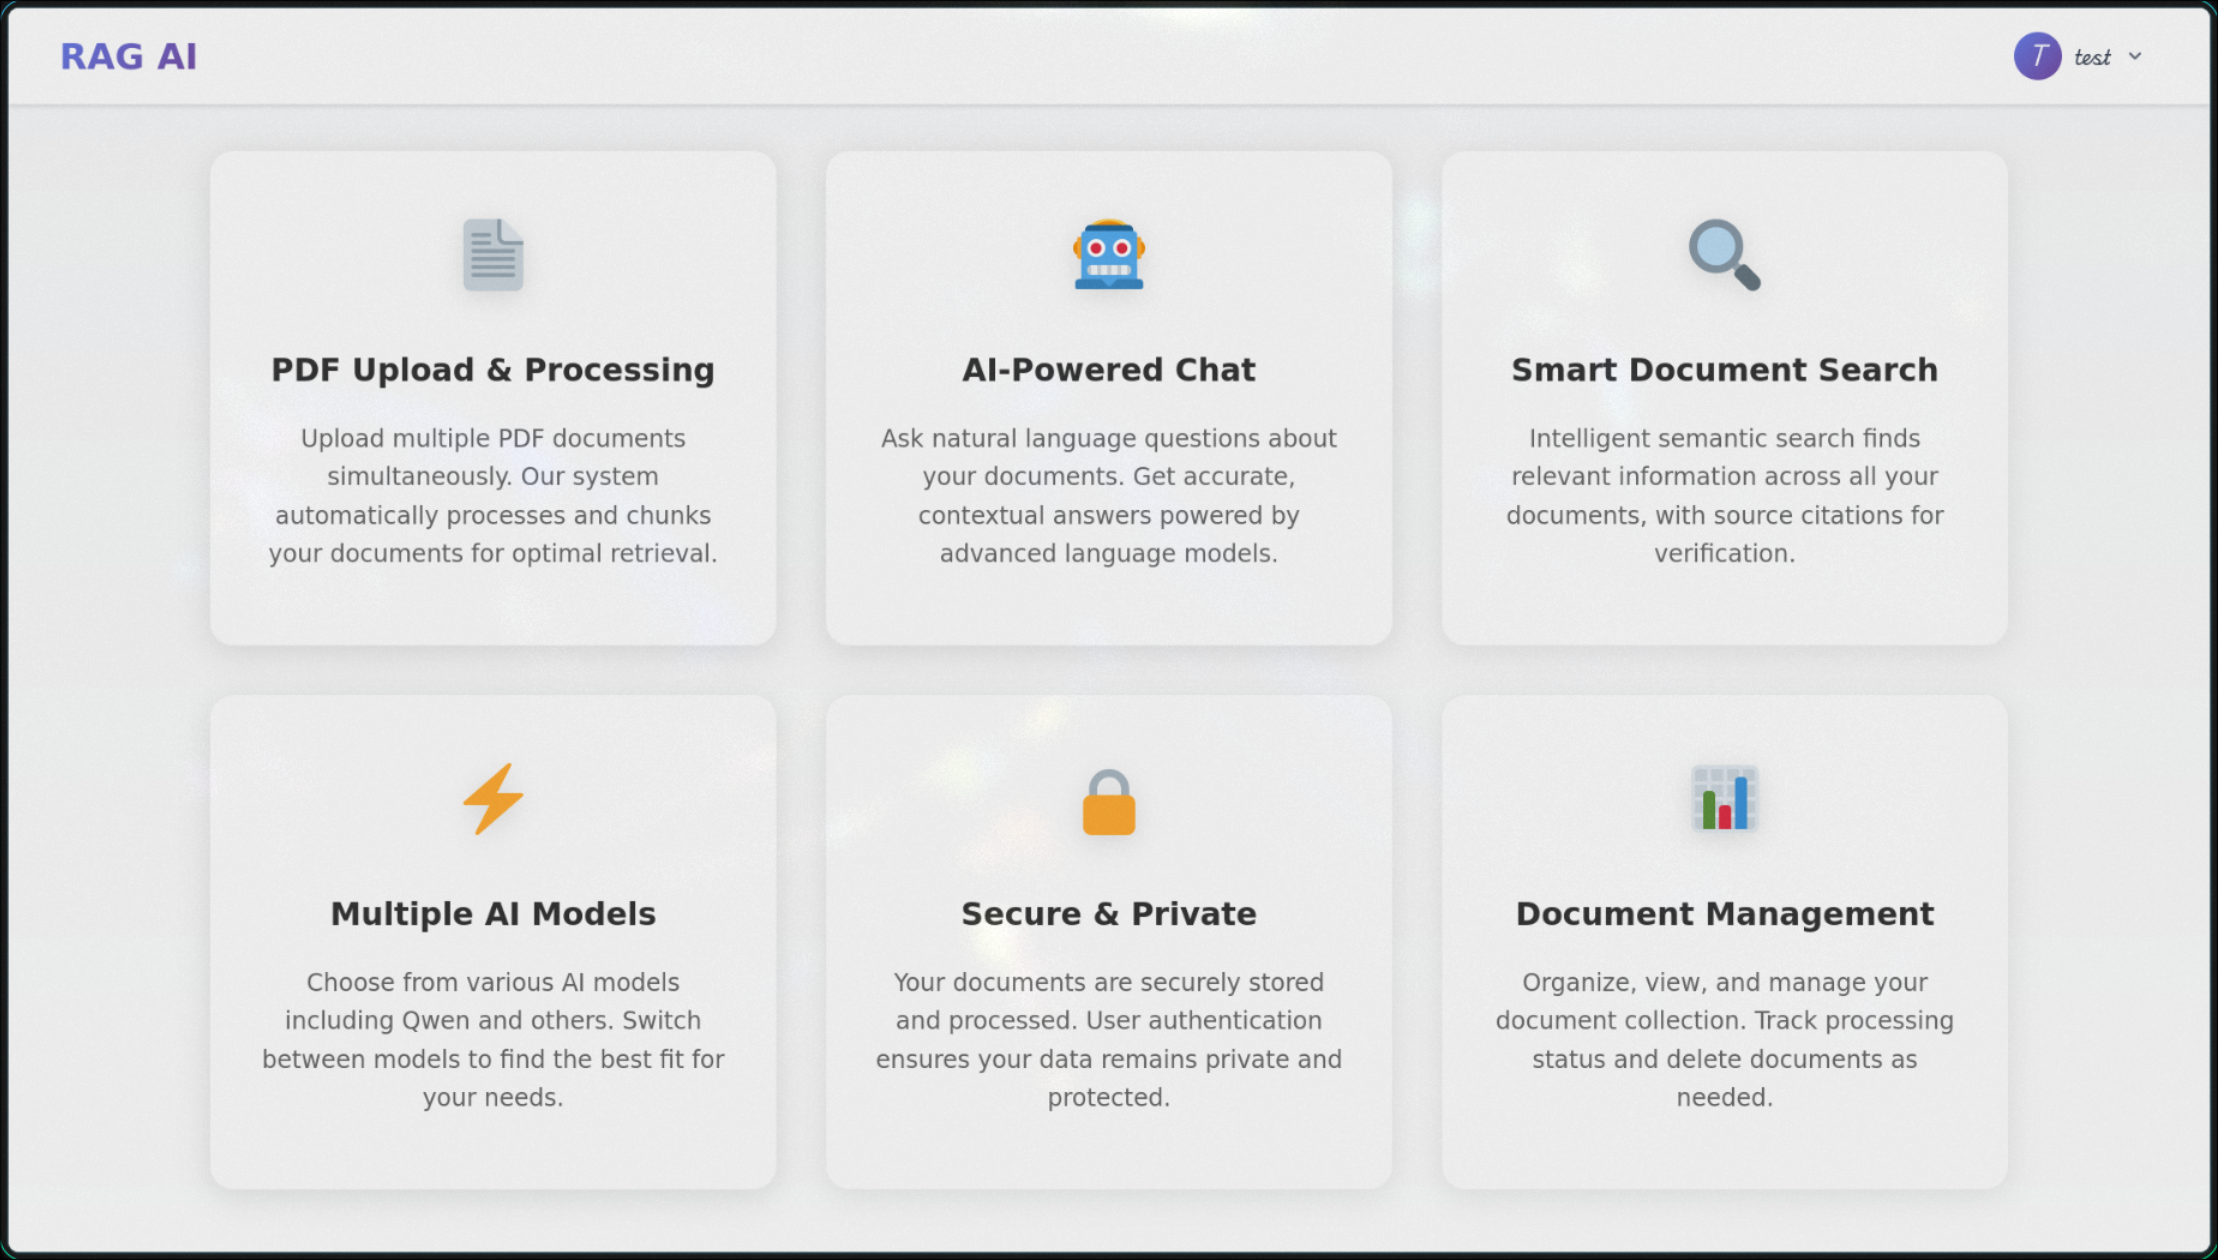 RAG AI
T test
PDF Upload & Processing
Upload multiple PDF documents
simultaneously. Our system
automatically processes and chunks
your documents for optimal retrieval.
AI-Powered Chat
Ask natural language questions about
your documents. Get accurate,
contextual answers powered by
advanced language models.
Smart Document Search
Intelligent semantic search finds
relevant information across all your
documents, with source citations for
verification.
Multiple AI Models
Choose from various AI models
including Qwen and others. Switch
between models to find the best fit for
your needs.
Secure & Private
Your documents are securely stored
and processed. User authentication
ensures your data remains private and
protected.
Document Management
Organize, view, and manage your
document collection. Track processing
status and delete documents as
needed.